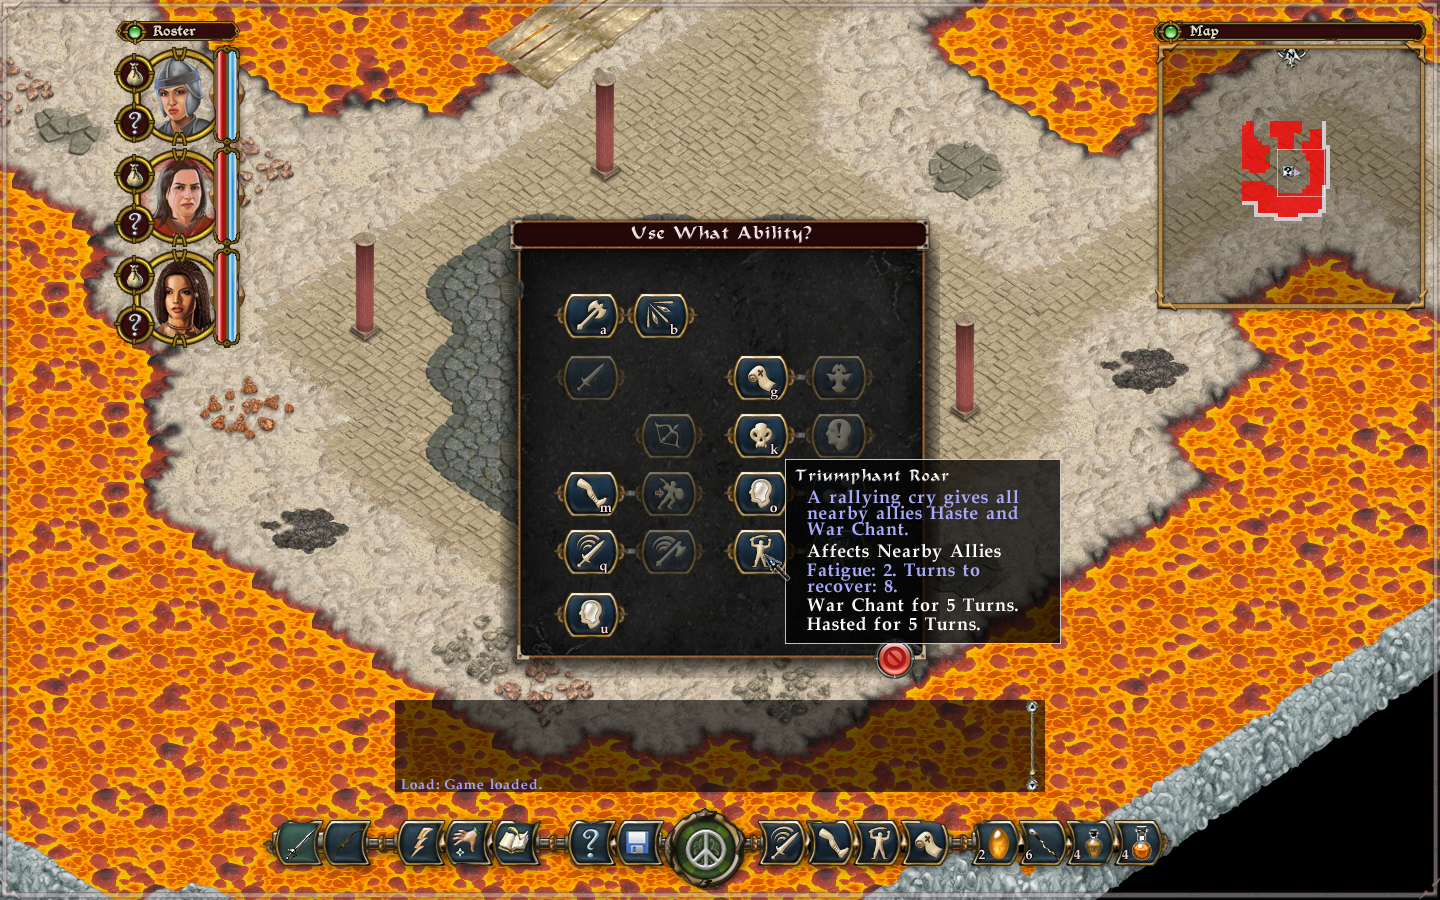 Roster
Map
N
?
?
?
Use What Ability?
a
b
g
k
m
o
q
u
Triumphant Roar
A rallying cry gives all
nearby allies Haste and
War Chant.
Affects Nearby Allies
Fatigue: 2. Turns to
recover: 8.
War Chant for 5 Turns.
Hasted for 5 Turns.
Load: Game loaded.
?
2
6
4
4